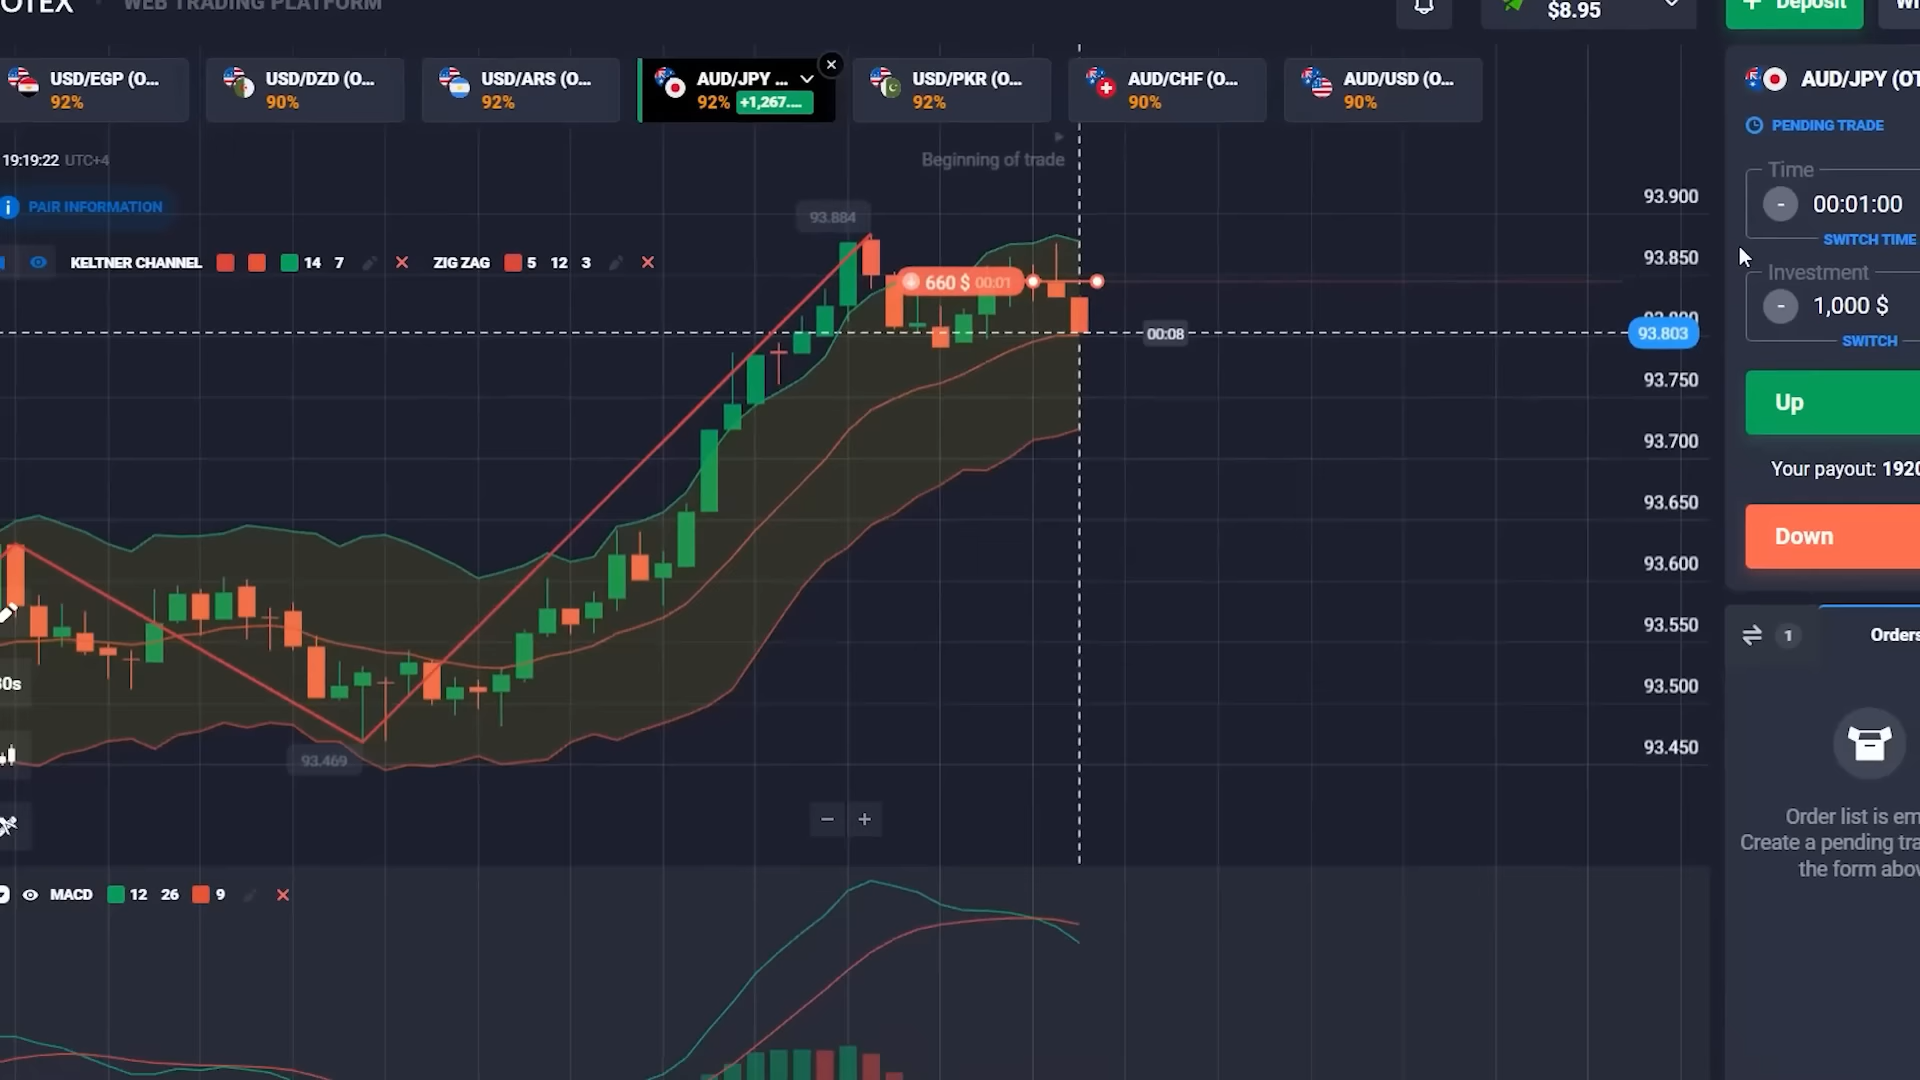 OTEX WEB TRADING PLATFORM
$8.95
Deposit
USD/EGP (O...
92%
USD/DZD (O...
90%
USD/ARS (O...
92%
AUD/JPY ...
92% +1,267....
USD/PKR (O...
92%
AUD/CHF (O...
90%
AUD/USD (O...
90%
19:19:22 UTC+4
Beginning of trade
PAIR INFORMATION
KELTNER CHANNEL 14 7
ZIG ZAG 5 12 3
93.884
660 $ 00:01
00:08
93.469
93.900
93.850
93.803
93.750
93.700
93.650
93.600
93.550
93.500
93.450
MACD 12 26 9
AUD/JPY (OT
PENDING TRADE
Time
- 00:01:00
SWITCH TIME
Investment
- 1,000 $
SWITCH
Up
Your payout: 1920
Down
1
Orders
Order list is em
Create a pending tra
the form abov